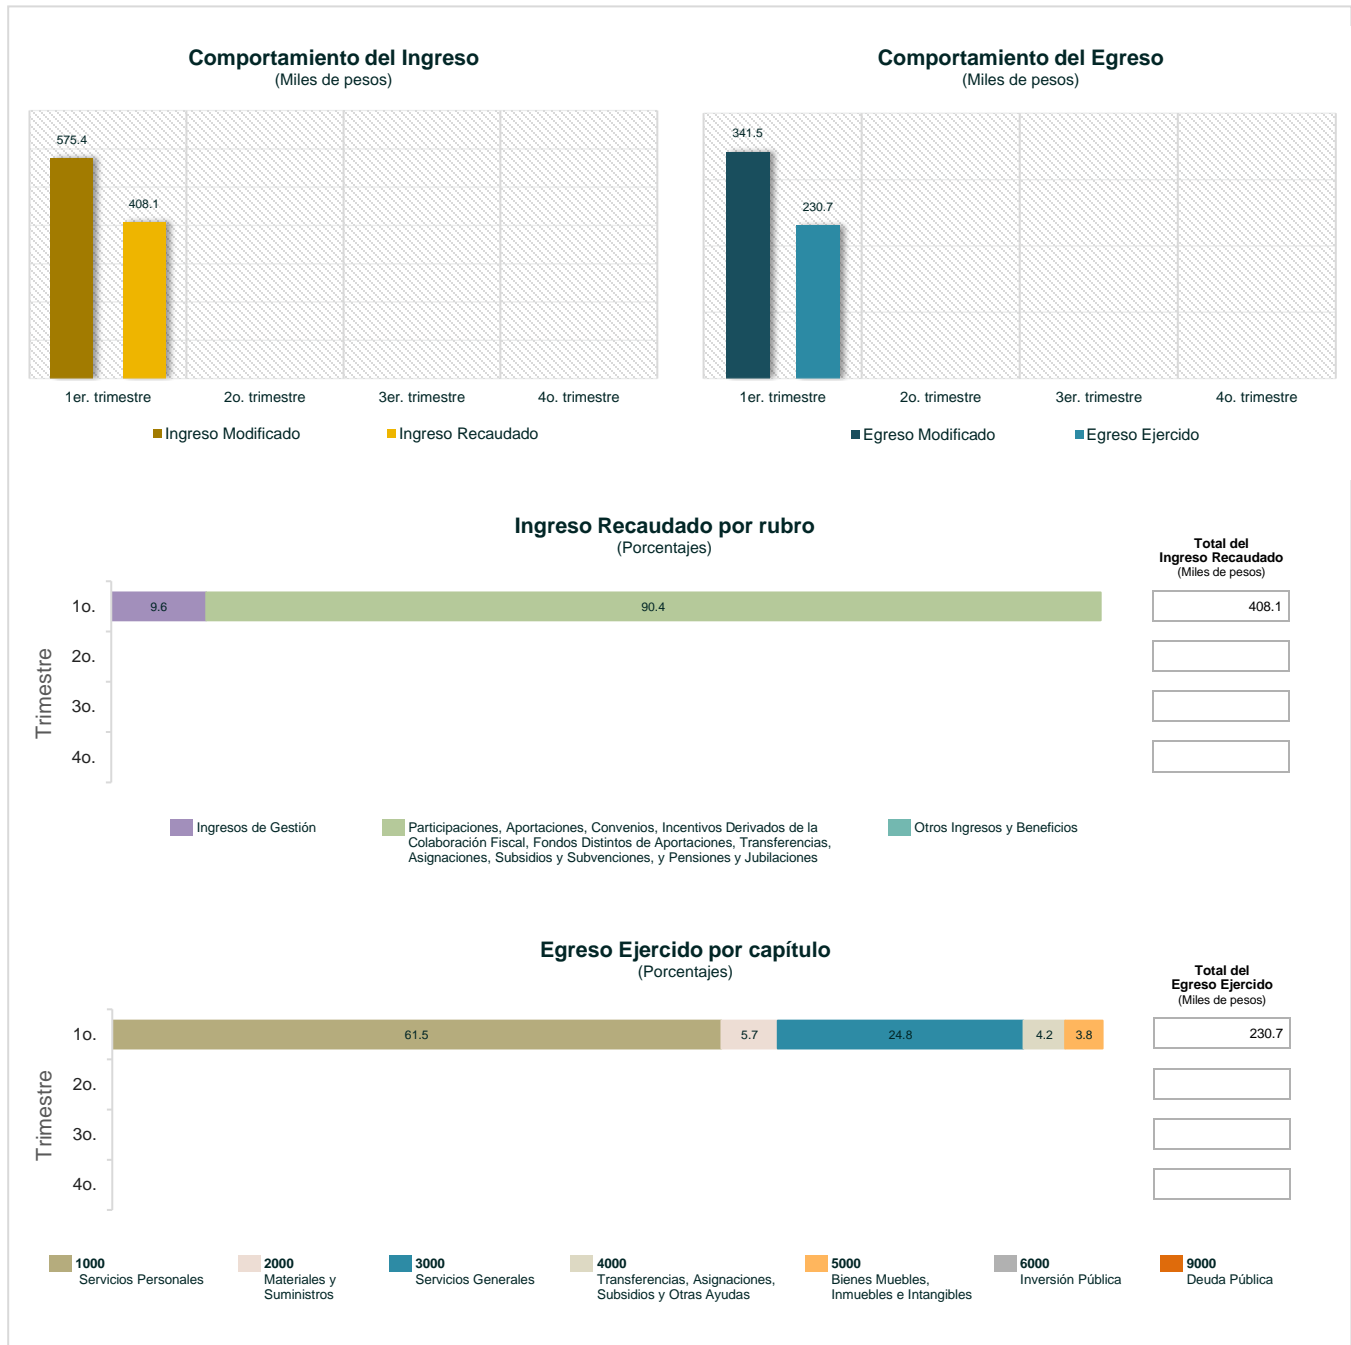 Comportamiento del Ingreso
(Miles de pesos)
575.4
408.1
1er. trimestre
2o. trimestre
3er. trimestre
4o. trimestre
Ingreso Modificado
Ingreso Recaudado
Comportamiento del Egreso
(Miles de pesos)
341.5
230.7
1er. trimestre
2o. trimestre
3er. trimestre
4o. trimestre
Egreso Modificado
Egreso Ejercido
Ingreso Recaudado por rubro
(Porcentajes)
Total del
Ingreso Recaudado
(Miles de pesos)
Trimestre
1o.
9.6
90.4
408.1
2o.
3o.
4o.
Ingresos de Gestión
Participaciones, Aportaciones, Convenios, Incentivos Derivados de la
Colaboración Fiscal, Fondos Distintos de Aportaciones, Transferencias,
Asignaciones, Subsidios y Subvenciones, y Pensiones y Jubilaciones
Otros Ingresos y Beneficios
Egreso Ejercido por capítulo
(Porcentajes)
Total del
Egreso Ejercido
(Miles de pesos)
Trimestre
1o.
61.5
5.7
24.8
4.2
3.8
230.7
2o.
3o.
4o.
1000
Servicios Personales
2000
Materiales y
Suministros
3000
Servicios Generales
4000
Transferencias, Asignaciones,
Subsidios y Otras Ayudas
5000
Bienes Muebles,
Inmuebles e Intangibles
6000
Inversión Pública
9000
Deuda Pública